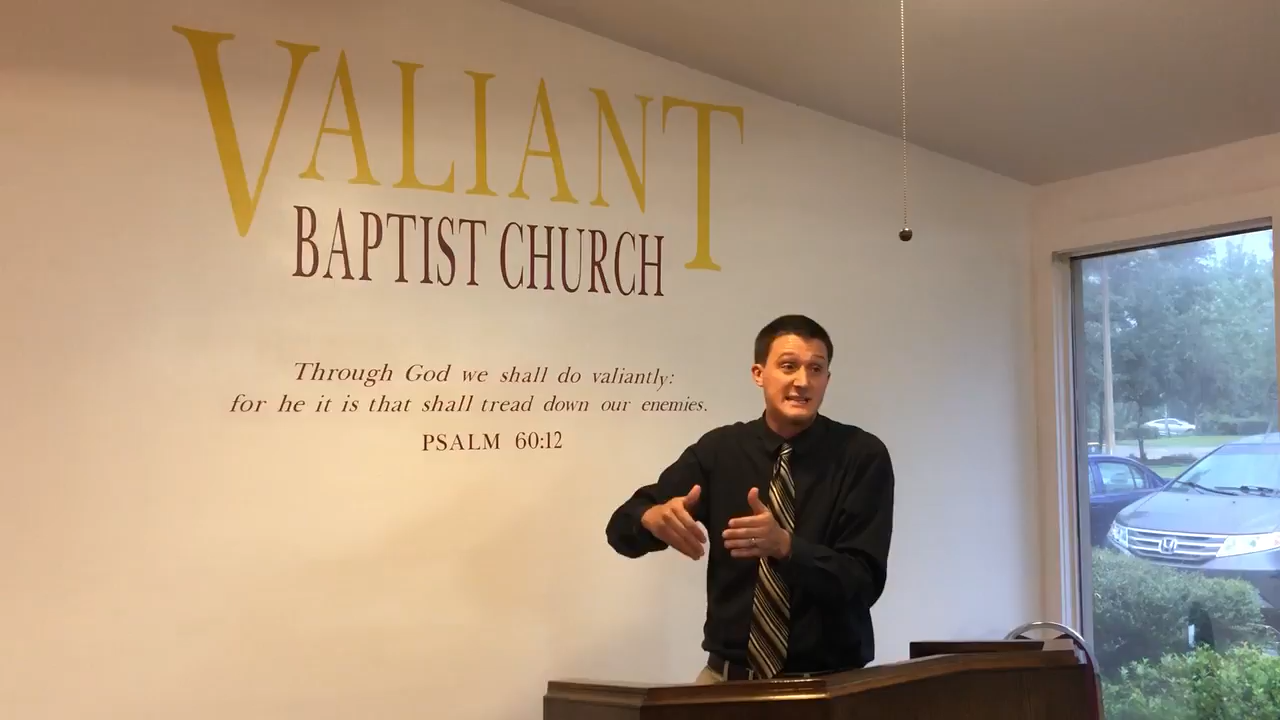 VALIANT
BAPTIST CHURCH
Through God we shall do valiantly:
for he it is that shall tread down our enemies.
PSALM 60:12